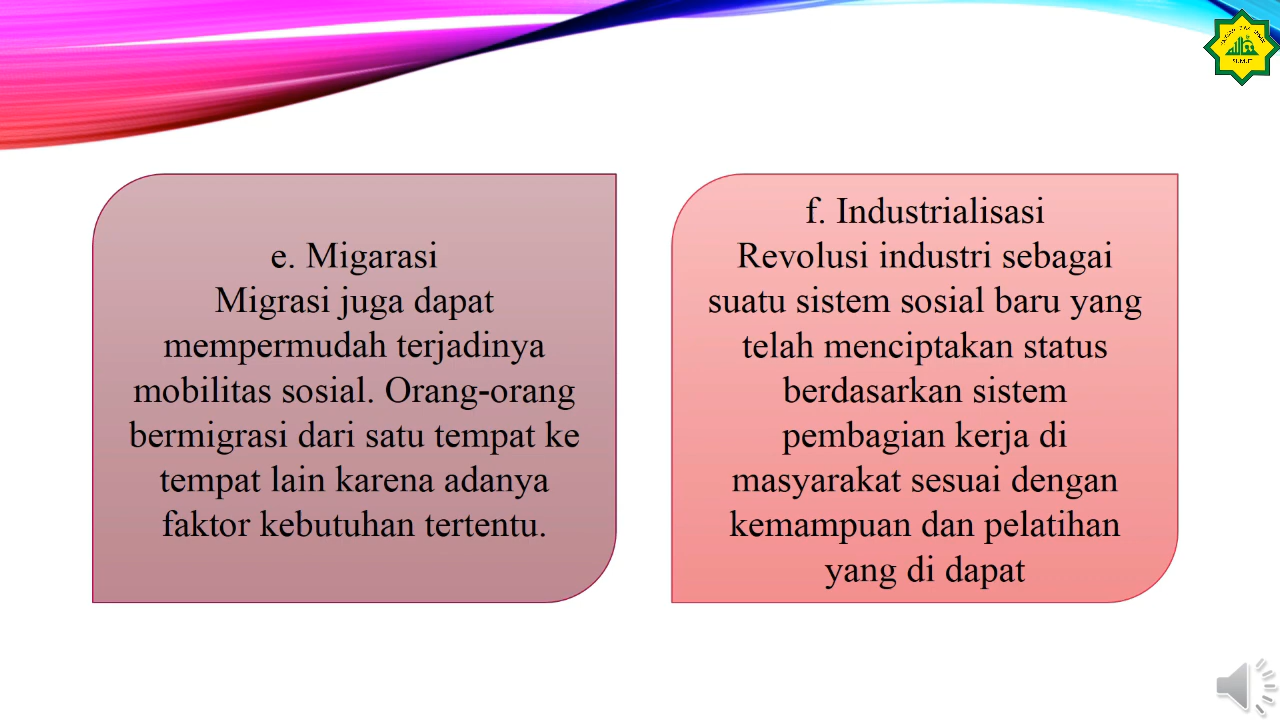 e. Migarasi
Migrasi juga dapat
mempermudah terjadinya
mobilitas sosial. Orang-orang
bermigrasi dari satu tempat ke
tempat lain karena adanya
faktor kebutuhan tertentu.
f. Industrialisasi
Revolusi industri sebagai
suatu sistem sosial baru yang
telah menciptakan status
berdasarkan sistem
pembagian kerja di
masyarakat sesuai dengan
kemampuan dan pelatihan
yang di dapat